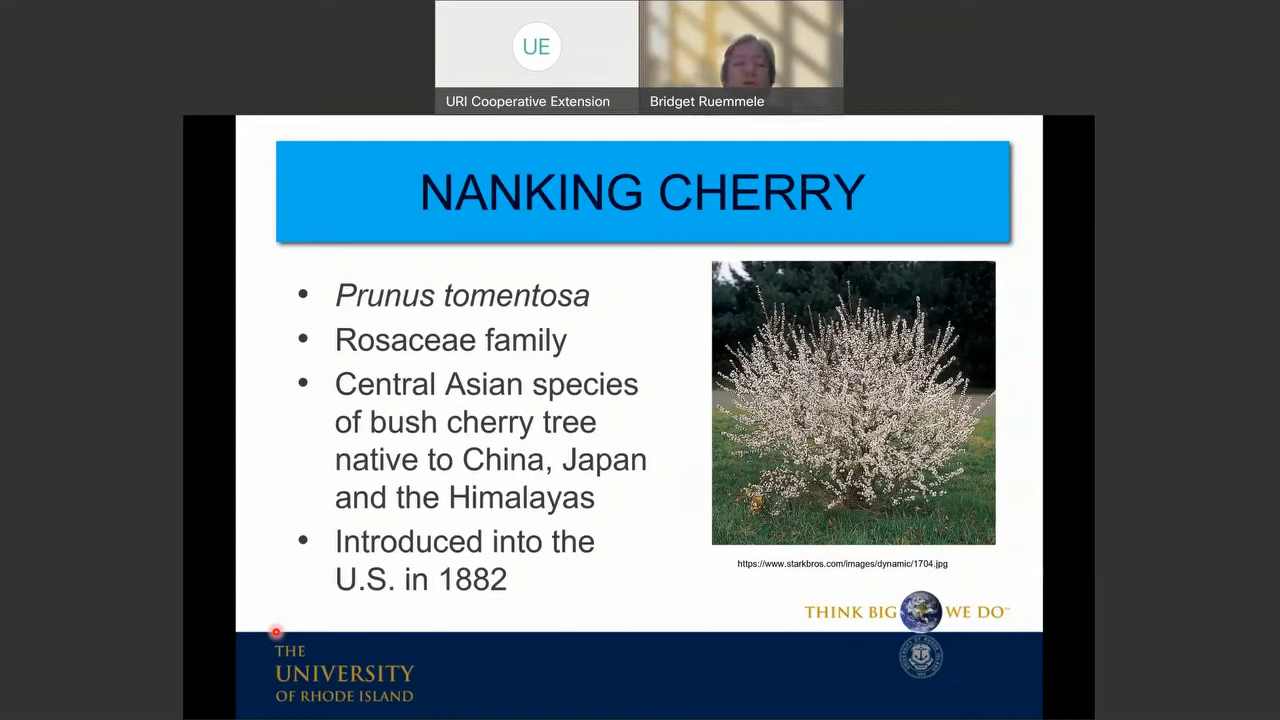 UE
URI Cooperative Extension
Bridget Ruemmele
NANKING CHERRY
• Prunus tomentosa
• Rosaceae family
• Central Asian species
of bush cherry tree
native to China, Japan
and the Himalayas
• Introduced into the
U.S. in 1882
https://www.starkbros.com/images/dynamic/1704.jpg
THINK BIG WE DO™
THE
UNIVERSITY
OF RHODE ISLAND